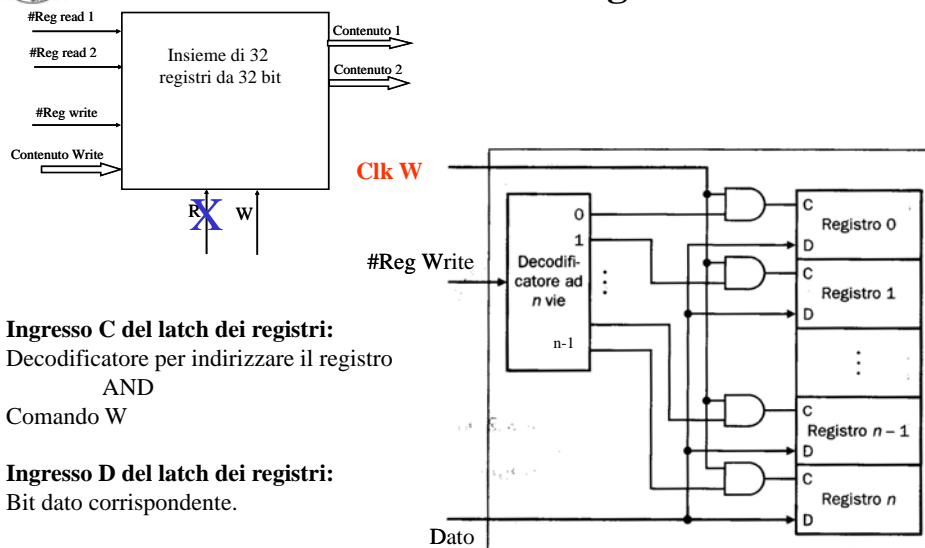 #Reg read 1
#Reg read 2
#Reg write
Contenuto Write
Insieme di 32
registri da 32 bit
Contenuto 1
Contenuto 2
R
X
W
Ingresso C del latch dei registri:
Decodificatore per indirizzare il registro
AND
Comando W
Ingresso D del latch dei registri:
Bit dato corrispondente.
Clk W
#Reg Write
Decodifi-
catore ad
n vie
0
1
⋮
n-1
C
Registro 0
D
C
Registro 1
D
⋮
C
Registro n – 1
D
C
Registro n
D
Dato